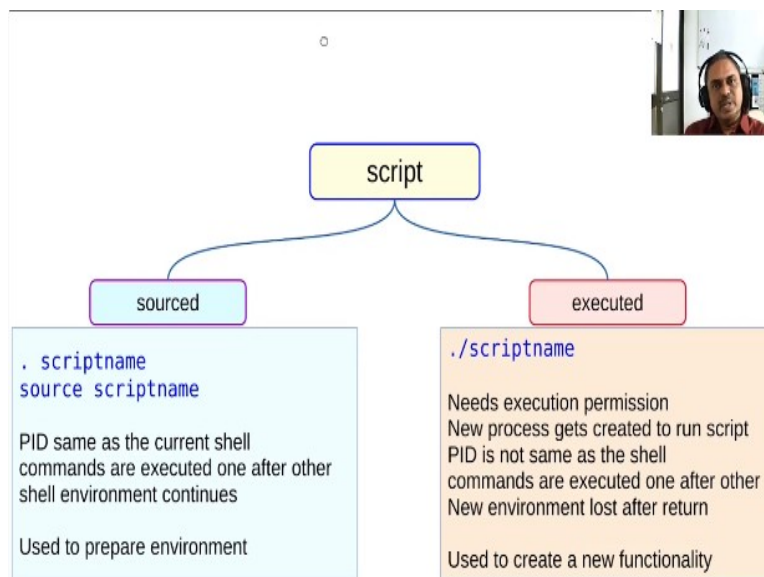 script
sourced
. scriptname
source scriptname
PID same as the current shell
commands are executed one after other
shell environment continues
Used to prepare environment
executed
./scriptname
Needs execution permission
New process gets created to run script
PID is not same as the shell
commands are executed one after other
New environment lost after return
Used to create a new functionality